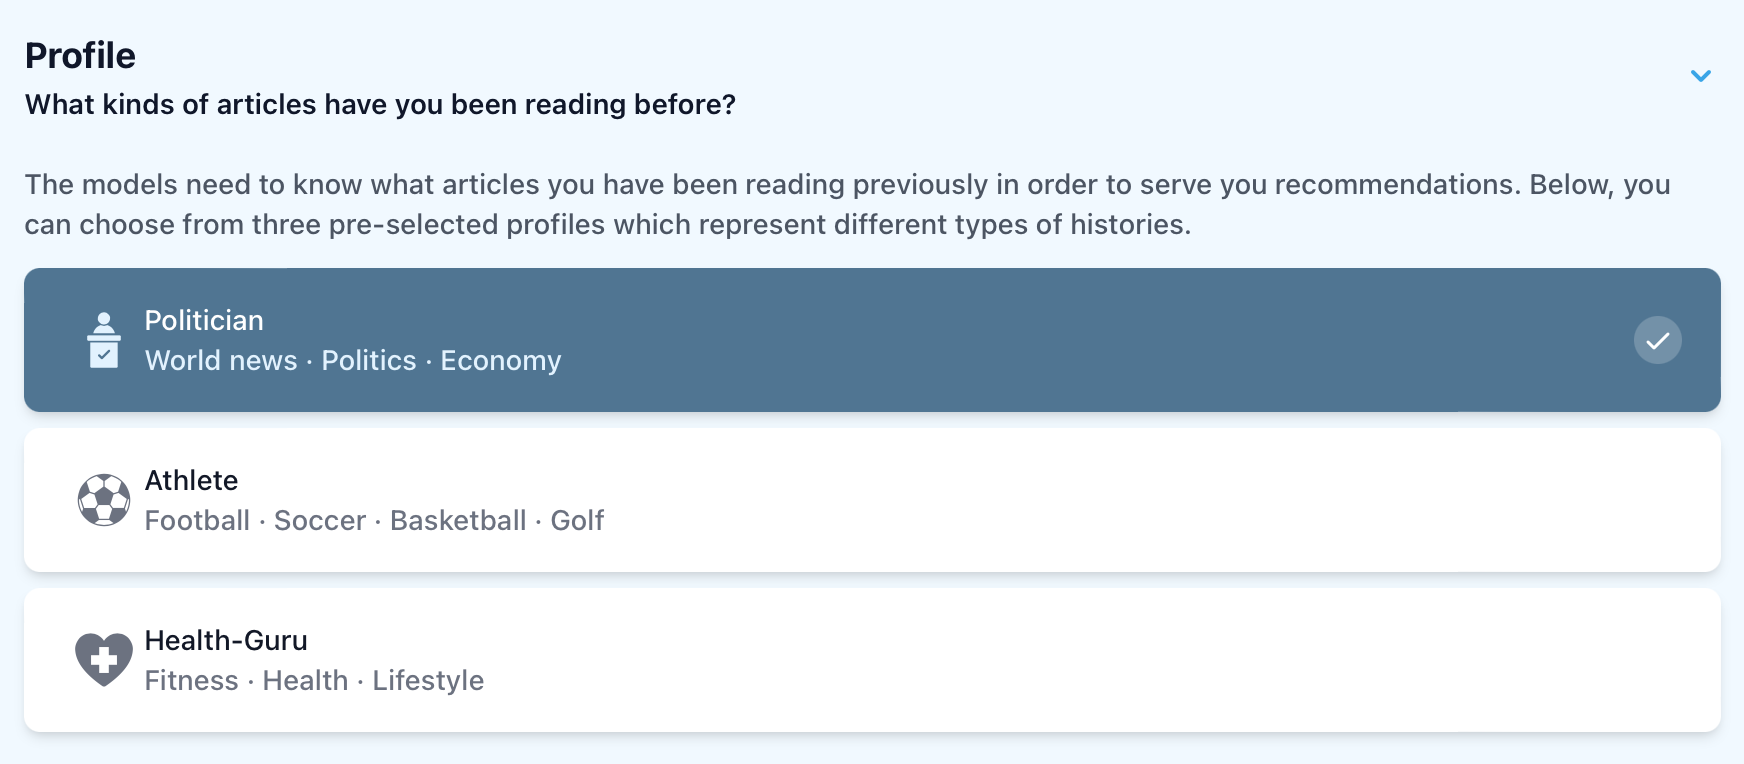 Profile
What kinds of articles have you been reading before?
The models need to know what articles you have been reading previously in order to serve you recommendations. Below, you
can choose from three pre-selected profiles which represent different types of histories.
Politician
World news · Politics · Economy
Athlete
Football · Soccer · Basketball · Golf
Health-Guru
Fitness · Health · Lifestyle